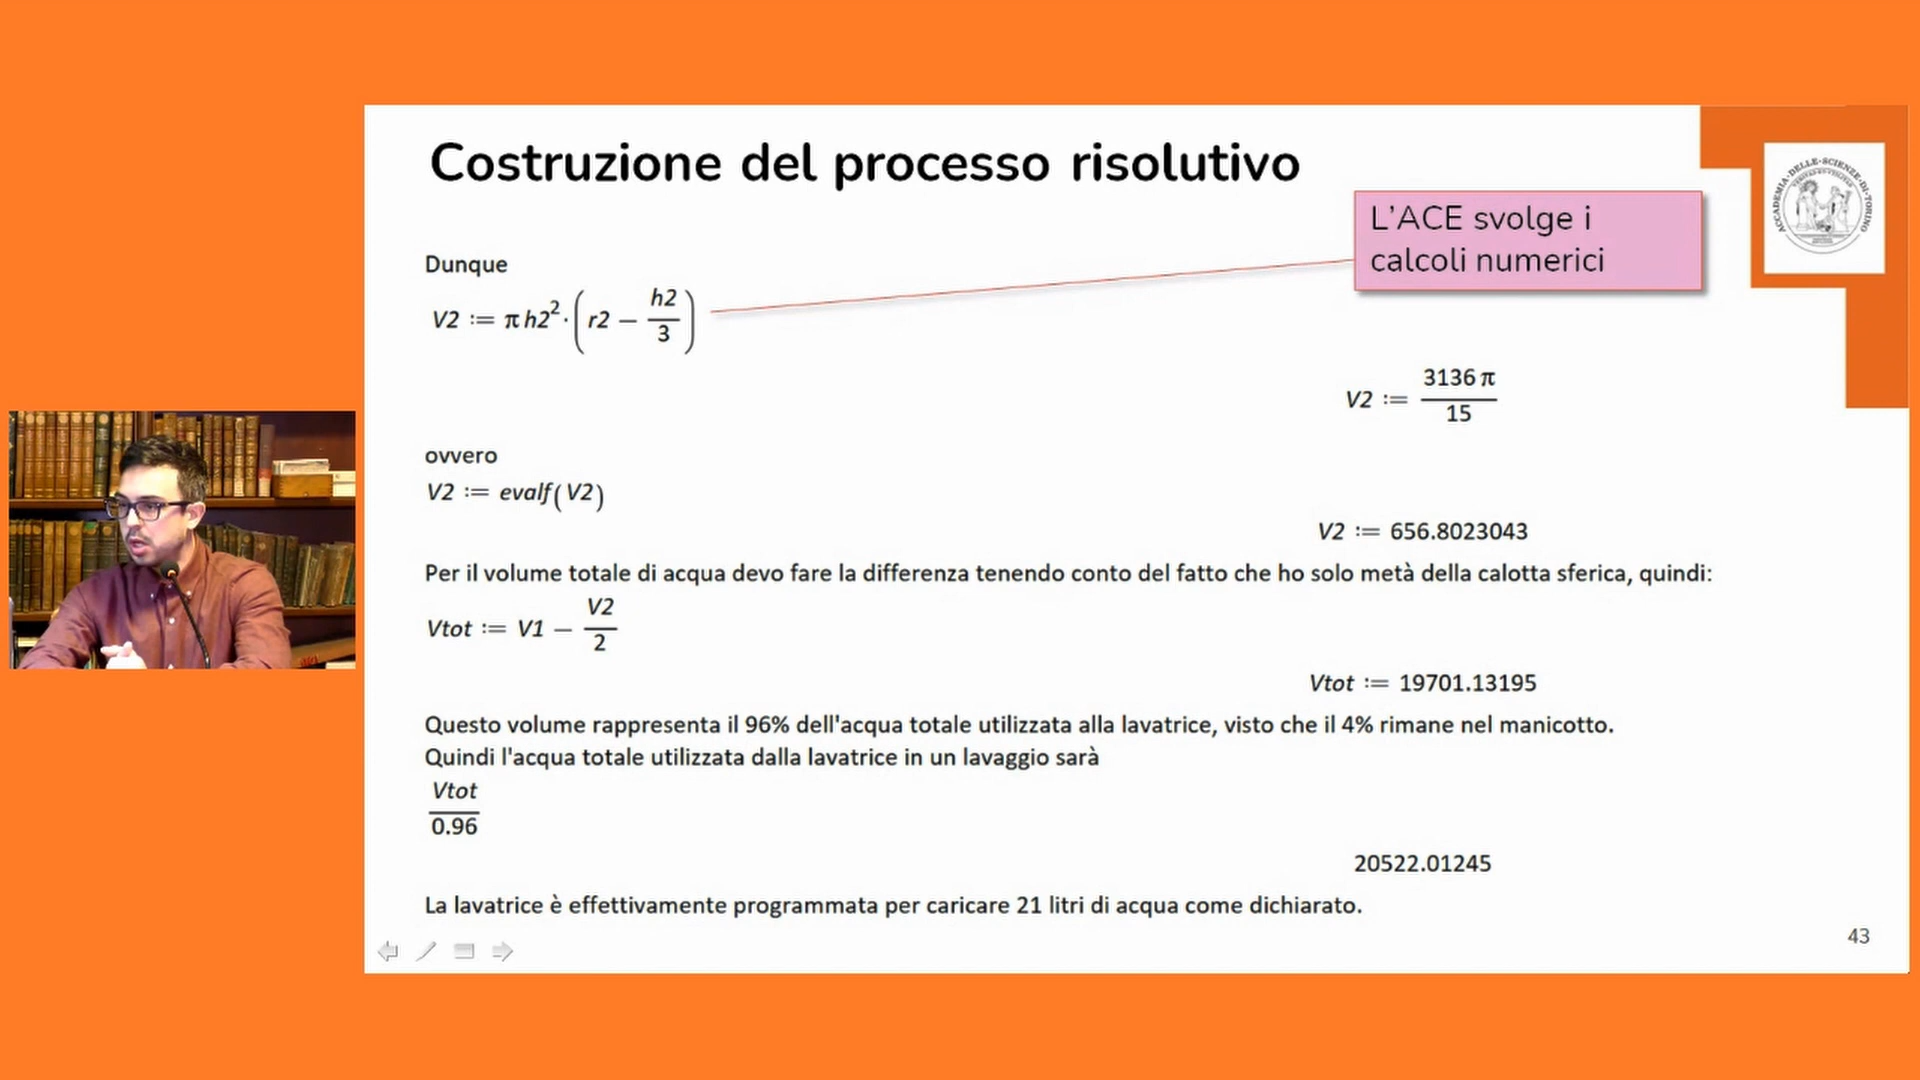 Costruzione del processo risolutivo
L'ACE svolge i
calcoli numerici
ACCADEMIA·DELLE·SCIENZE·DI·TORINO
Dunque
V2 := π h2²·(r2 − h2/3)
V2 := 3136 π/15
ovvero
V2 := evalf(V2)
V2 := 656.8023043
Per il volume totale di acqua devo fare la differenza tenendo conto del fatto che ho solo metà della calotta sferica, quindi:
Vtot := V1 − V2/2
Vtot := 19701.13195
Questo volume rappresenta il 96% dell'acqua totale utilizzata alla lavatrice, visto che il 4% rimane nel manicotto.
Quindi l'acqua totale utilizzata dalla lavatrice in un lavaggio sarà
Vtot/0.96
20522.01245
La lavatrice è effettivamente programmata per caricare 21 litri di acqua come dichiarato.
43